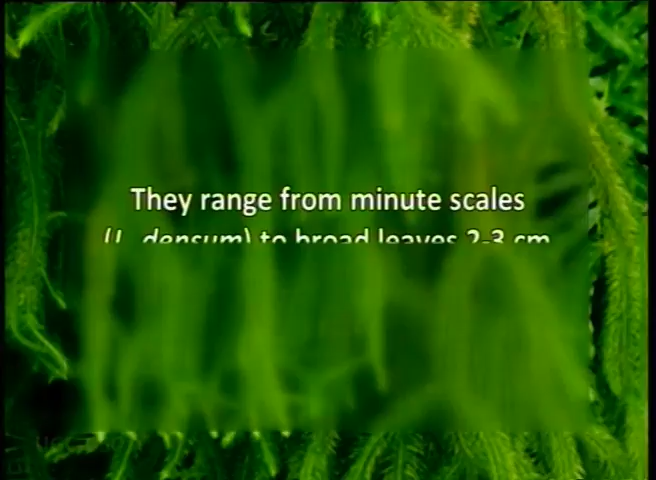 They range from minute scales
(L. densum) to broad leaves 2-3 cm